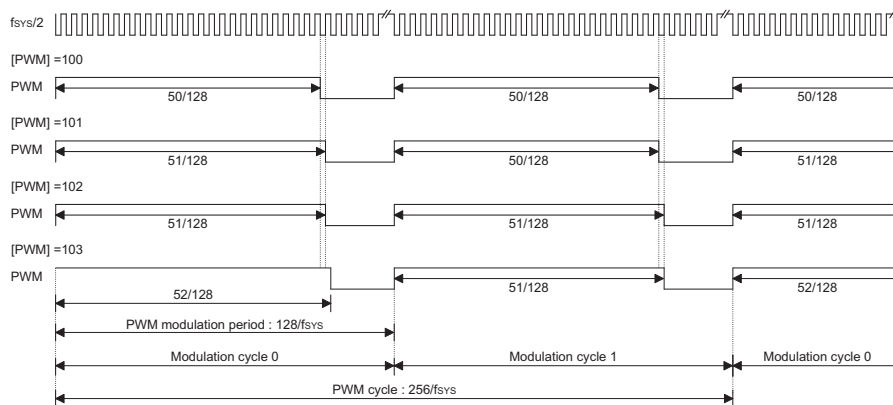 fSYS/2
[PWM] =100
PWM
50/128 50/128 50/128
[PWM] =101
PWM
51/128 50/128 51/128
[PWM] =102
PWM
51/128 51/128 51/128
[PWM] =103
PWM
52/128 51/128 52/128
PWM modulation period : 128/fSYS
Modulation cycle 0 Modulation cycle 1 Modulation cycle 0
PWM cycle : 256/fSYS